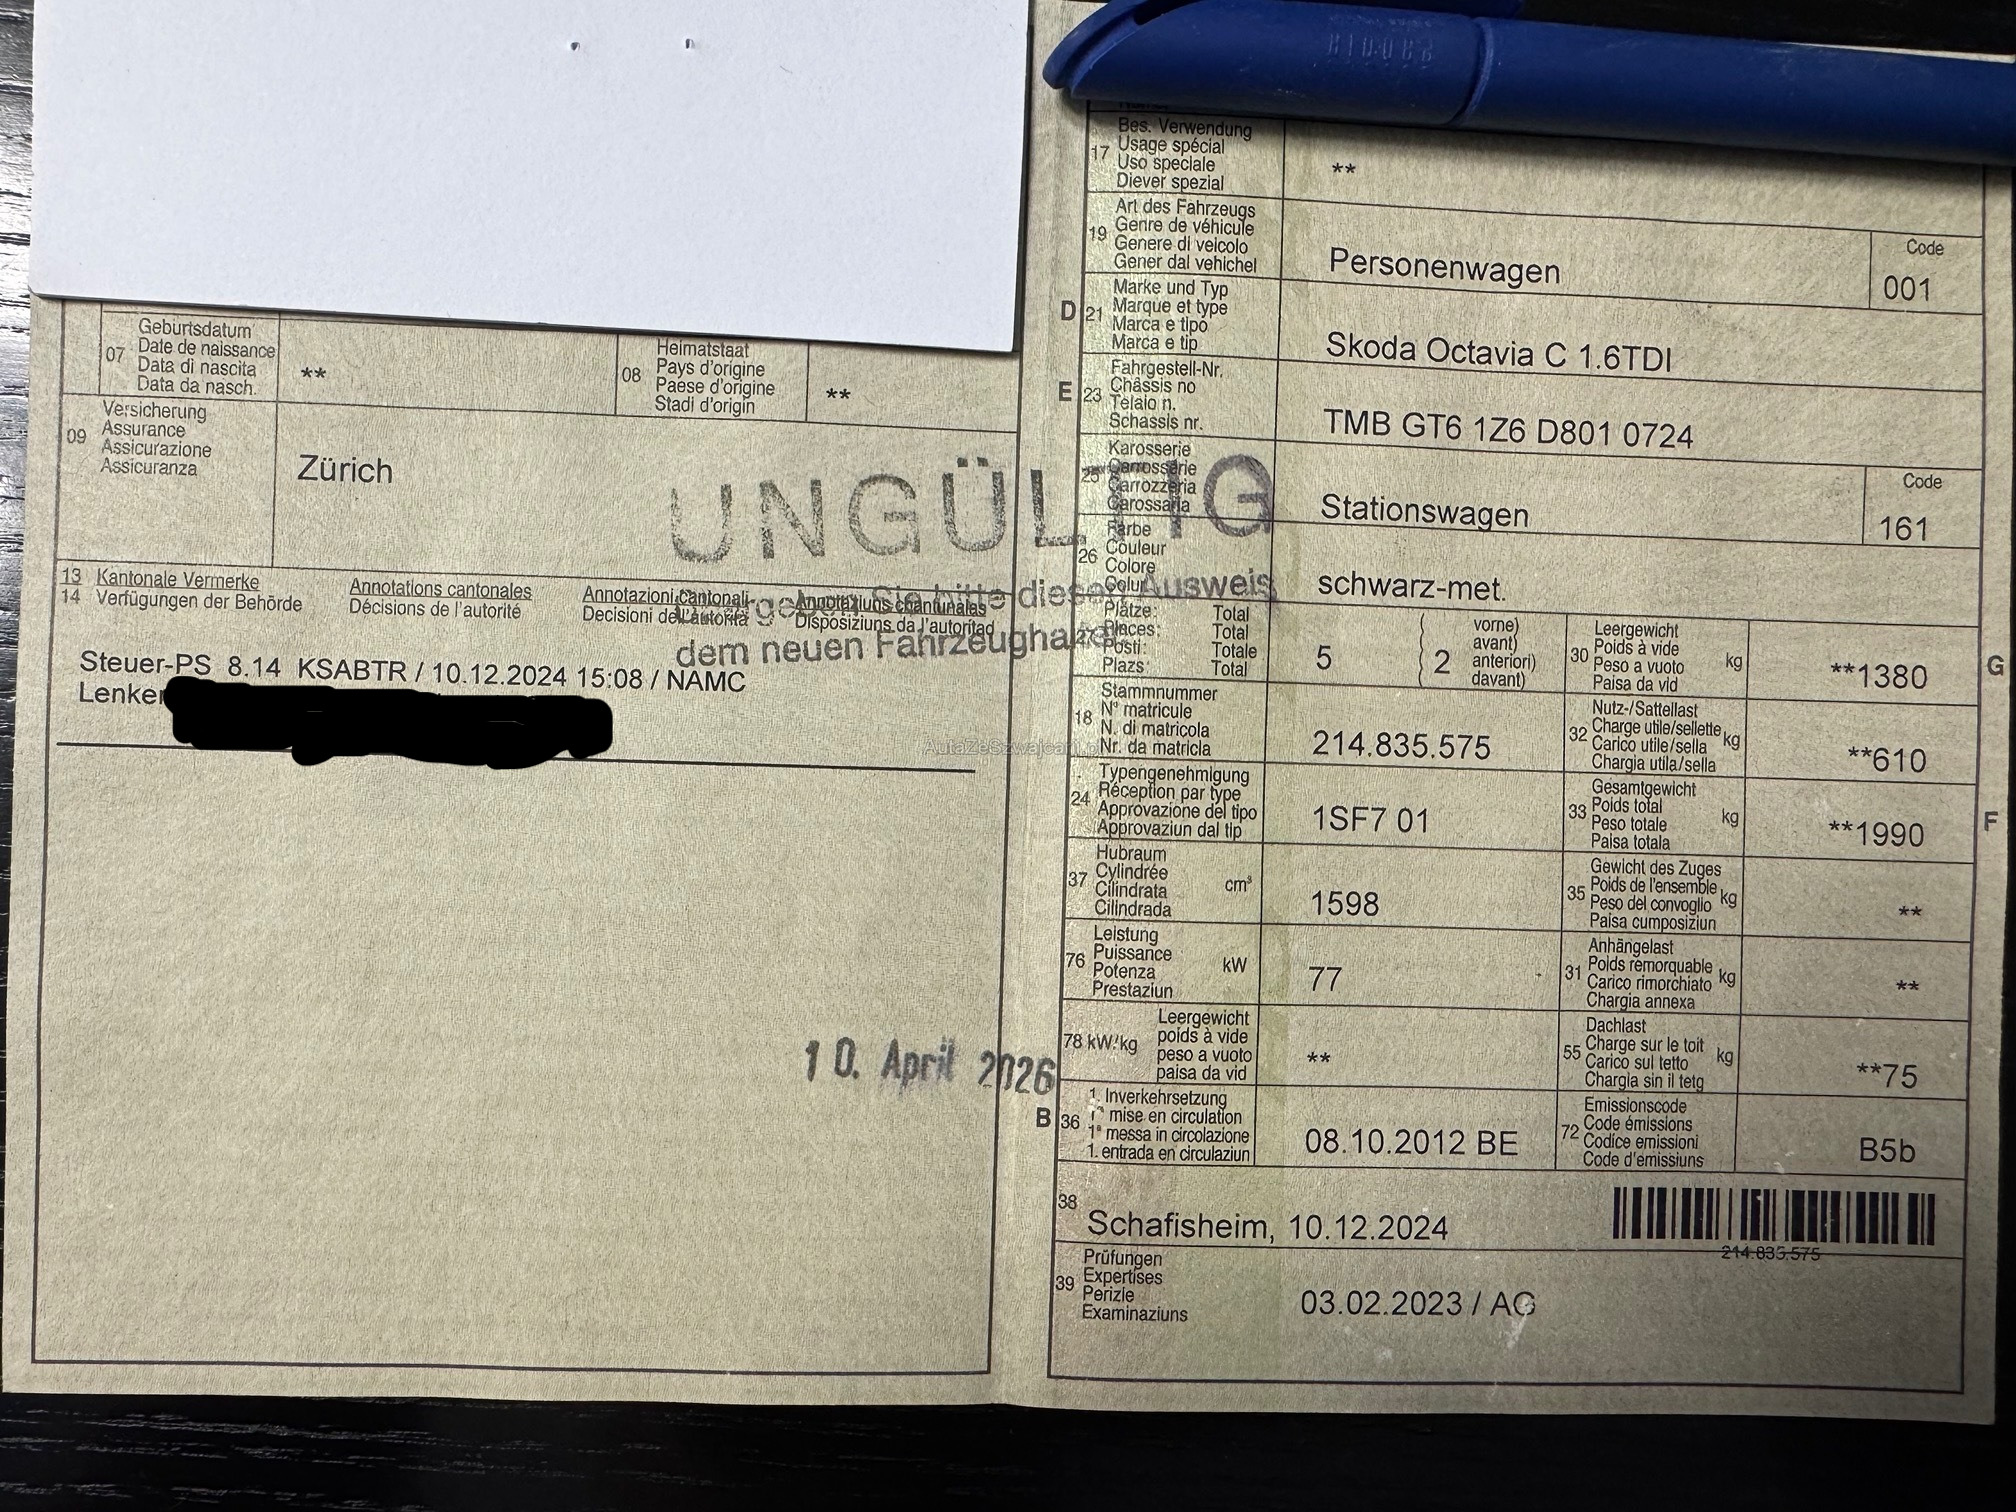 Geburtsdatum
07 Date de naissance
Data di nascita
Data da nasch.
**
Heimatstaat
08 Pays d'origine
Paese d'origine
Stadi d'origin
**
Versicherung
09 Assurance
Assicurazione
Assicuranza
Zürich
UNGÜLTIG
13 Kantonale Vermerke Annotations cantonales Annotazioni cantonali Annotaziuns chantunalas
14 Verfügungen der Behörde Décisions de l'autorité Decisioni dell'autorità Disposiziuns da l'autoritad
Sie bitte diesen Ausweis
dem neuen Fahrzeughalter
Steuer-PS 8.14 KSABTR / 10.12.2024 15:08 / NAMC
Lenker
AutaZeSzwajcarii.pl
10. April 2026
Bes. Verwendung
17 Usage spécial
Uso speciale
Diever spezial
**
Art des Fahrzeugs
19 Genre de véhicule
Genere di veicolo
Gener dal vehichel
Personenwagen
Code
001
Marke und Typ
D 21 Marque et type
Marca e tipo
Marca e tip
Skoda Octavia C 1.6TDI
Fahrgestell-Nr.
E 23 Châssis no
Telaio n.
Schassis nr.
TMB GT6 1Z6 D801 0724
Karosserie
25 Carrosserie
Carrozzeria
Carossaria
Stationswagen
Code
161
Farbe
26 Couleur
Colore
Colur
schwarz-met.
27 Plätze: Total
Places: Total
Posti: Totale
Plazs: Total
5
2
vorne)
avant)
anteriori)
davant)
Leergewicht
30 Poids à vide kg
Peso a vuoto
Paisa da vid
**1380
G
Stammnummer
18 N° matricule
N. di matricola
Nr. da matricla
214.835.575
Nutz-/Sattellast
32 Charge utile/sellette kg
Carico utile/sella
Chargia utila/sella
**610
Typengenehmigung
24 Réception par type
Approvazione del tipo
Approvaziun dal tip
1SF7 01
Gesamtgewicht
33 Poids total kg
Peso totale
Paisa totala
**1990
F
Hubraum
37 Cylindrée cm³
Cilindrata
Cilindrada
1598
Gewicht des Zuges
35 Poids de l'ensemble kg
Peso del convoglio
Paisa cumposiziun
**
Leistung
76 Puissance kW
Potenza
Prestaziun
77
Anhängelast
31 Poids remorquable kg
Carico rimorchiato
Chargia annexa
**
78 kW/kg Leergewicht
poids à vide
peso a vuoto
paisa da vid
**
Dachlast
55 Charge sur le toit kg
Carico sul tetto
Chargia sin il tetg
**75
1. Inverkehrsetzung
B 36 1re mise en circulation
1a messa in circolazione
1. entrada en circulaziun
08.10.2012 BE
Emissionscode
72 Code émissions
Codice emissioni
Code d'emissiuns
B5b
38
Schafisheim, 10.12.2024
214.835.575
Prüfungen
39 Expertises
Perizie
Examinaziuns
03.02.2023 / AG